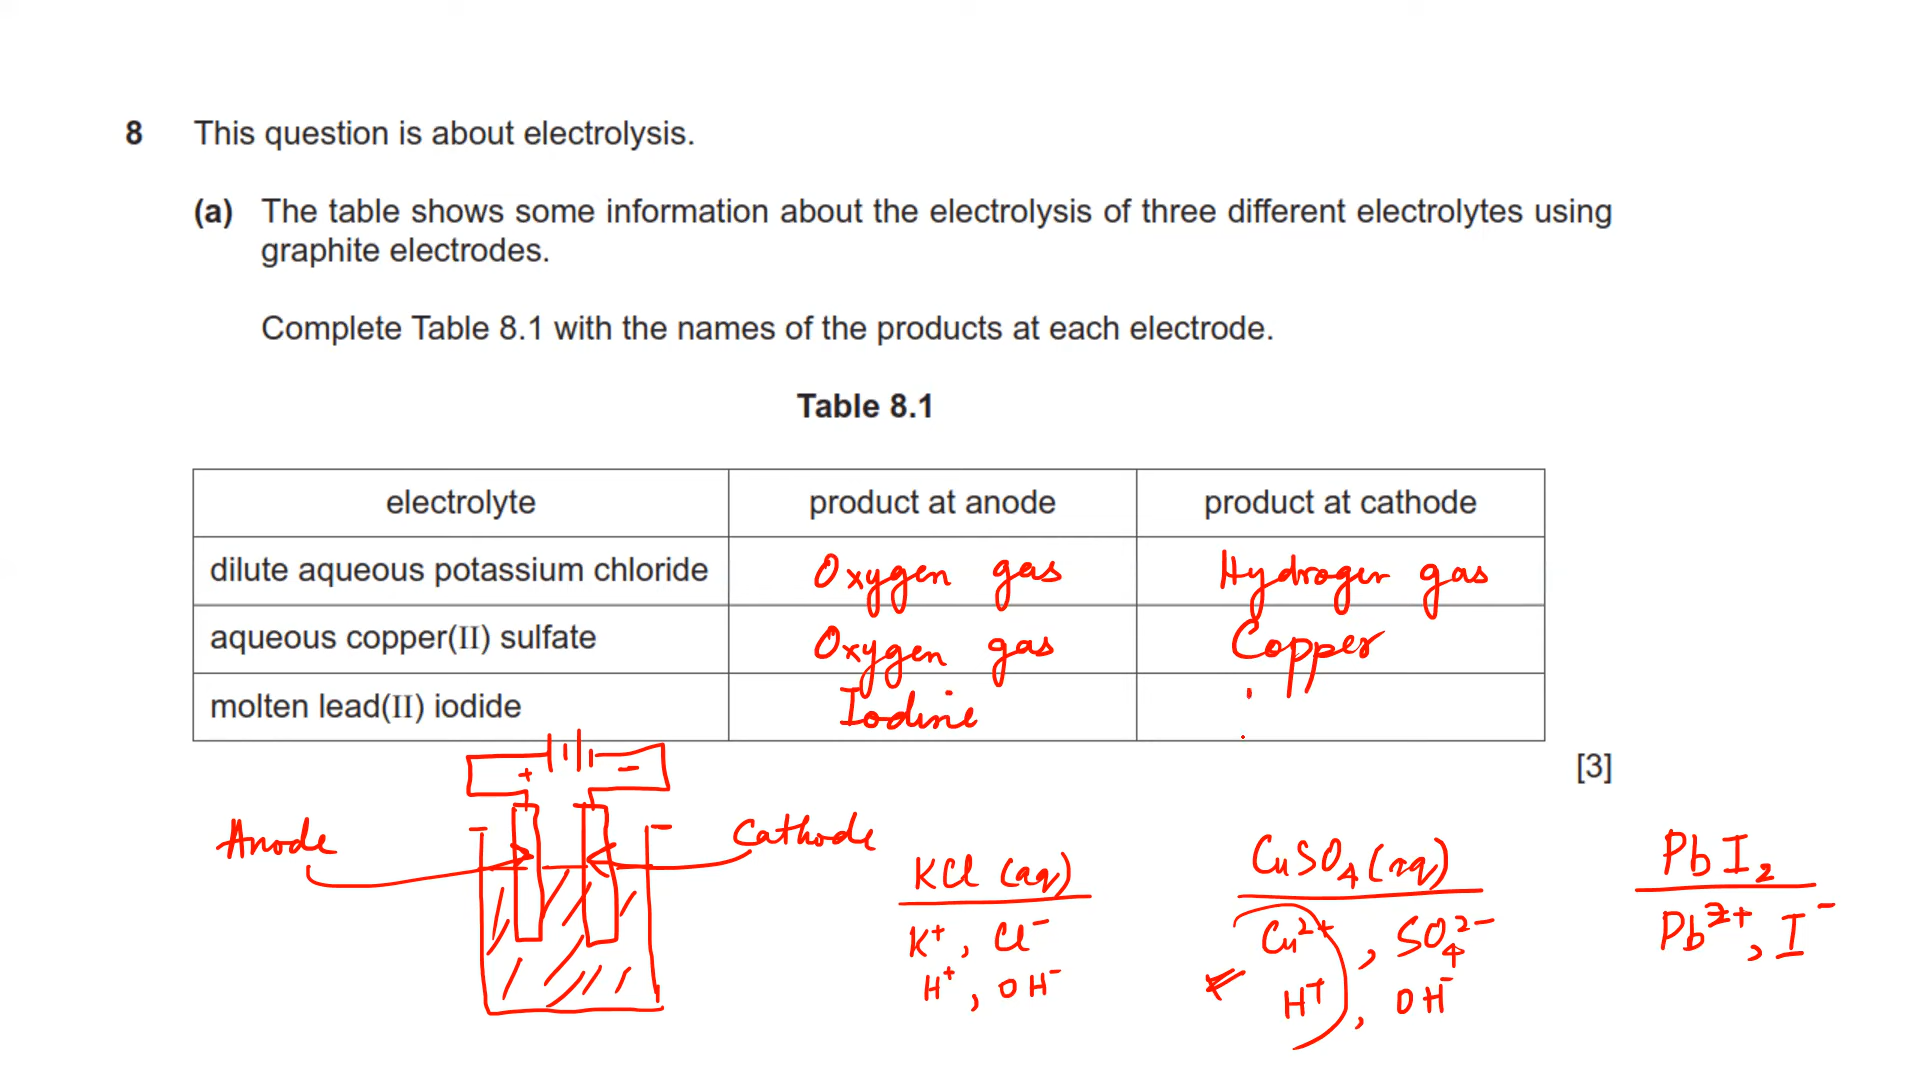 8 This question is about electrolysis.
(a) The table shows some information about the electrolysis of three different electrolytes using
graphite electrodes.
Complete Table 8.1 with the names of the products at each electrode.
Table 8.1
electrolyte product at anode product at cathode
dilute aqueous potassium chloride Oxygen gas Hydrogen gas
aqueous copper(II) sulfate Oxygen gas Copper
molten lead(II) iodide Iodine
[3]
+ −
Anode Cathode
KCl (aq) CuSO₄(aq) PbI₂
K⁺, Cl⁻ Cu²⁺, SO₄²⁻ Pb²⁺, I⁻
H⁺, OH⁻ H⁺, OH⁻